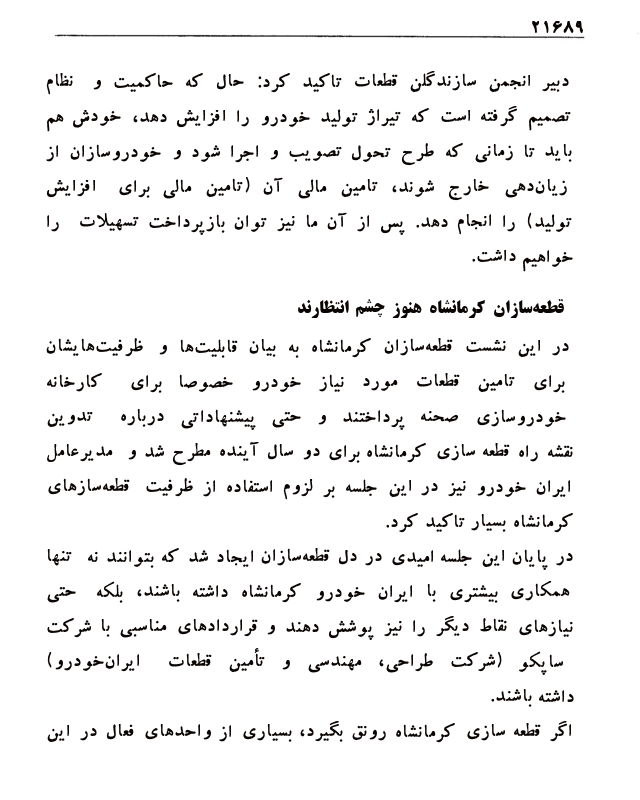 ۲۱۶۸۹
دبیر انجمن سازندگلن قطعات تاکید کرد: حال که حاکمیت و نظام
تصمیم گرفته است که تیراژ تولید خودرو را افزایش دهد، خودش هم
باید تا زمانی که طرح تحول تصویب و اجرا شود و خودروسازان از
زیان‌دهی خارج شوند، تامین مالی آن (تامین مالی برای افزایش
تولید) را انجام دهد. پس از آن ما نیز توان بازپرداخت تسهیلات را
خواهیم داشت.
قطعه‌سازان کرمانشاه هنوز چشم انتظارند
در این نشست قطعه‌سازان کرمانشاه به بیان قابلیت‌ها و ظرفیت‌هایشان
برای تامین قطعات مورد نیاز خودرو خصوصا برای کارخانه
خودروسازی صحنه پرداختند و حتی پیشنهاداتی درباره تدوین
نقشه راه قطعه سازی کرمانشاه برای دو سال آینده مطرح شد و مدیرعامل
ایران خودرو نیز در این جلسه بر لزوم استفاده از ظرفیت قطعه‌سازهای
کرمانشاه بسیار تاکید کرد.
در پایان این جلسه امیدی در دل قطعه‌سازان ایجاد شد که بتوانند نه تنها
همکاری بیشتری با ایران خودرو کرمانشاه داشته باشند، بلکه حتی
نیازهای نقاط دیگر را نیز پوشش دهند و قراردادهای مناسبی با شرکت
ساپکو (شرکت طراحی، مهندسی و تأمین قطعات ایران‌خودرو)
داشته باشند.
اگر قطعه سازی کرمانشاه رونق بگیرد، بسیاری از واحدهای فعال در این